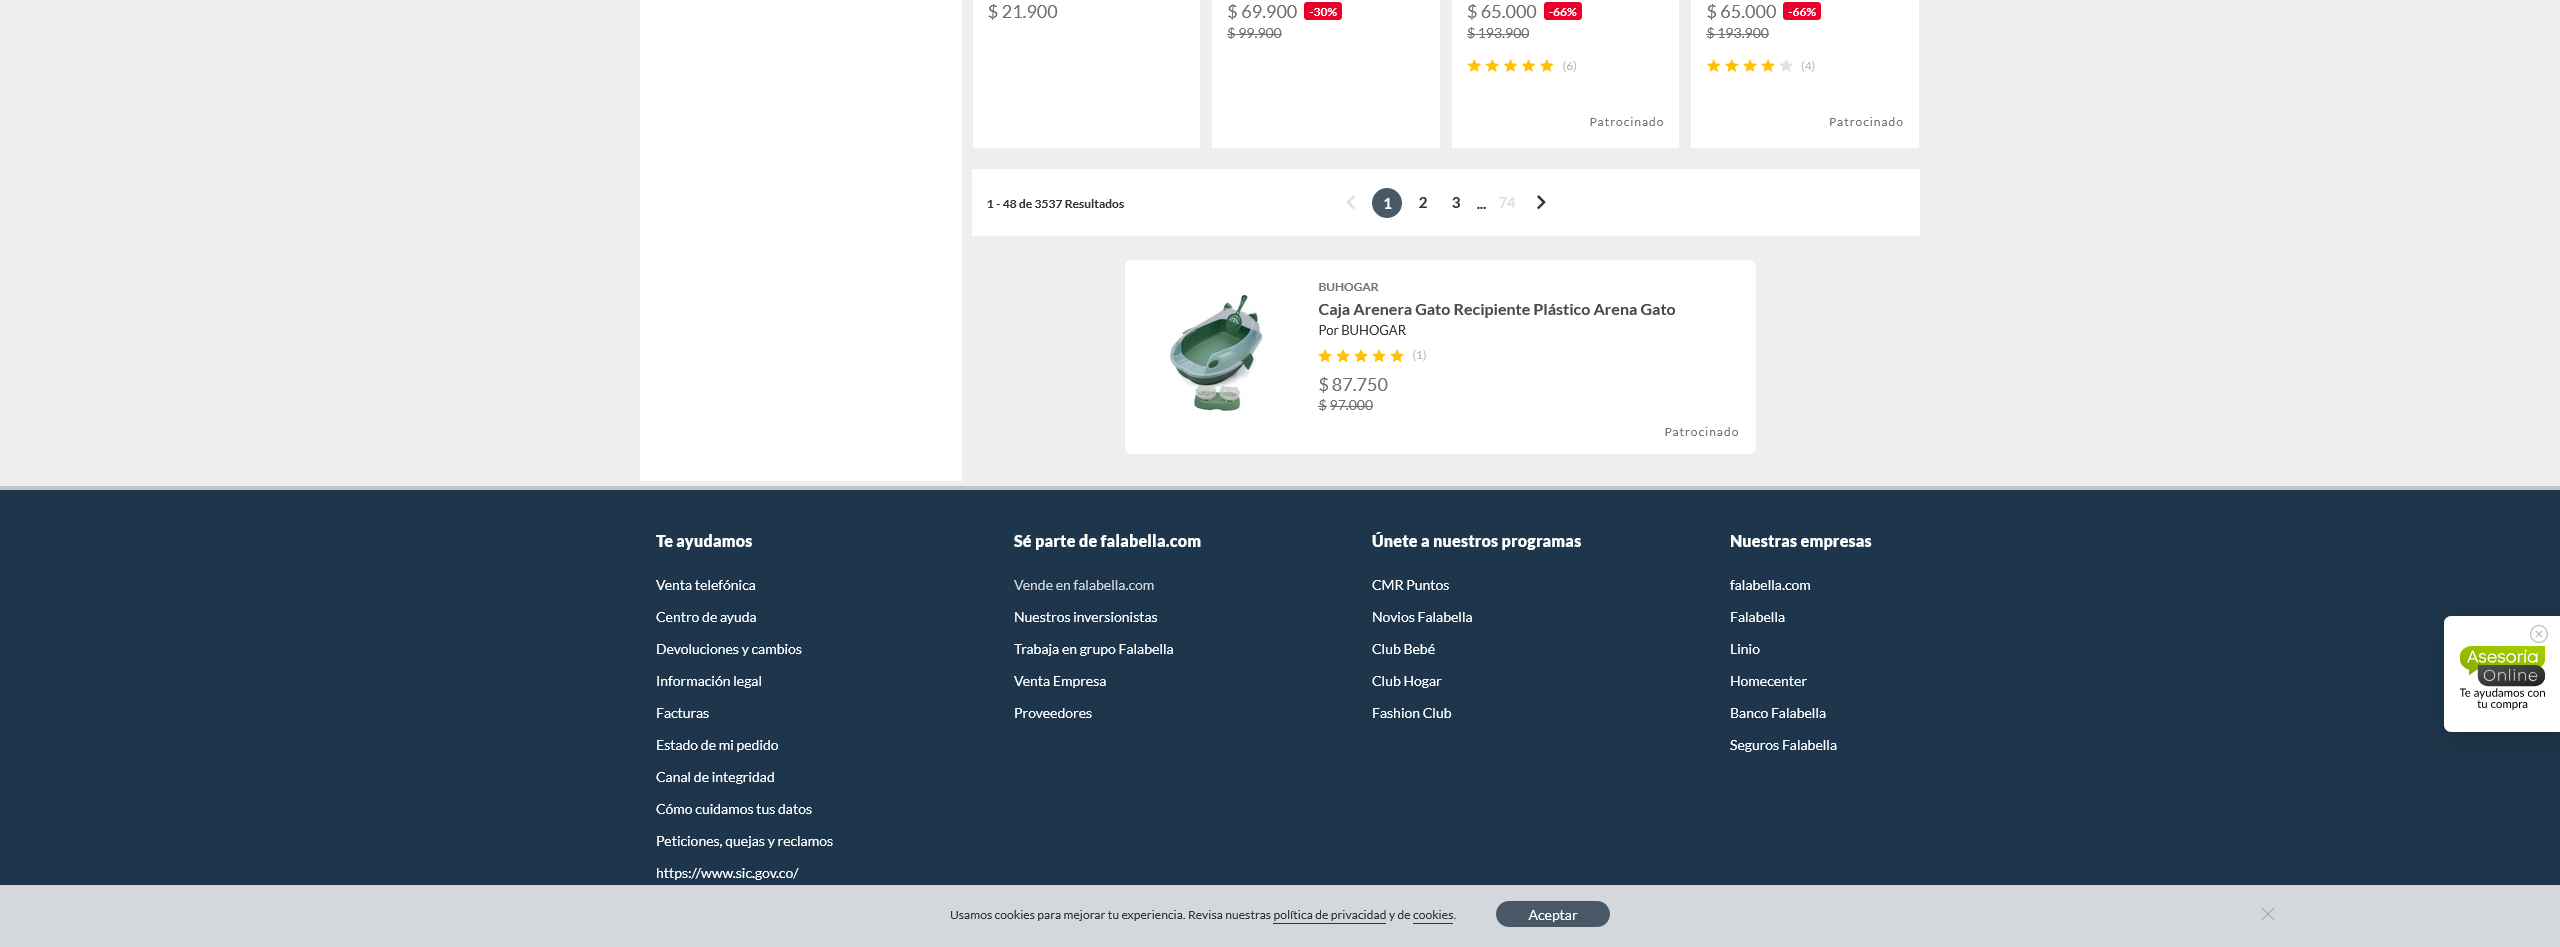 $ 21.900
$ 69.900 -30%
$ 99.900
$ 65.000 -66%
$ 193.900
(6)
Patrocinado
$ 65.000 -66%
$ 193.900
(4)
Patrocinado
1 - 48 de 3537 Resultados
1 2 3 ... 74
BUHOGAR
Caja Arenera Gato Recipiente Plástico Arena Gato
Por BUHOGAR
(1)
$ 87.750
$ 97.000
Patrocinado
Te ayudamos
Venta telefónica
Centro de ayuda
Devoluciones y cambios
Información legal
Facturas
Estado de mi pedido
Canal de integridad
Cómo cuidamos tus datos
Peticiones, quejas y reclamos
https://www.sic.gov.co/
Sé parte de falabella.com
Vende en falabella.com
Nuestros inversionistas
Trabaja en grupo Falabella
Venta Empresa
Proveedores
Únete a nuestros programas
CMR Puntos
Novios Falabella
Club Bebé
Club Hogar
Fashion Club
Nuestras empresas
falabella.com
Falabella
Linio
Homecenter
Banco Falabella
Seguros Falabella
Asesoría
Online
Te ayudamos con
tu compra
Usamos cookies para mejorar tu experiencia. Revisa nuestras política de privacidad y de cookies.
Aceptar